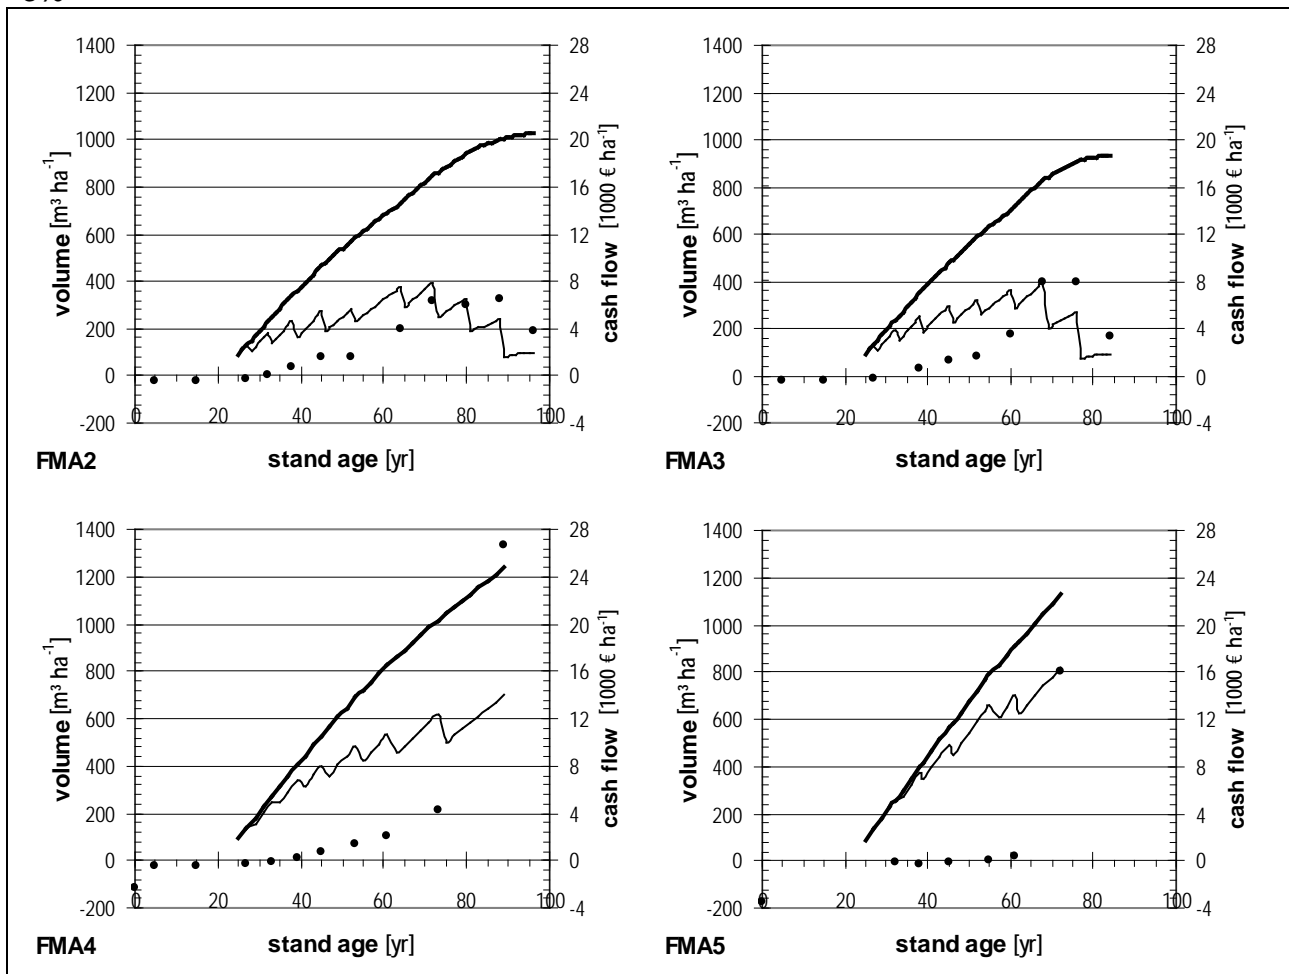 1400 28
1200 24
1000 20
800 16
600 12
400 8
200 4
0 0
-200 -4
0 20 40 60 80 100
volume [m³ ha⁻¹]
cash flow [1000 € ha⁻¹]
FMA2 stand age [yr]
1400 28
1200 24
1000 20
800 16
600 12
400 8
200 4
0 0
-200 -4
0 20 40 60 80 100
volume [m³ ha⁻¹]
cash flow [1000 € ha⁻¹]
FMA3 stand age [yr]
1400 28
1200 24
1000 20
800 16
600 12
400 8
200 4
0 0
-200 -4
0 20 40 60 80 100
volume [m³ ha⁻¹]
cash flow [1000 € ha⁻¹]
FMA4 stand age [yr]
1400 28
1200 24
1000 20
800 16
600 12
400 8
200 4
0 0
-200 -4
0 20 40 60 80 100
volume [m³ ha⁻¹]
cash flow [1000 € ha⁻¹]
FMA5 stand age [yr]